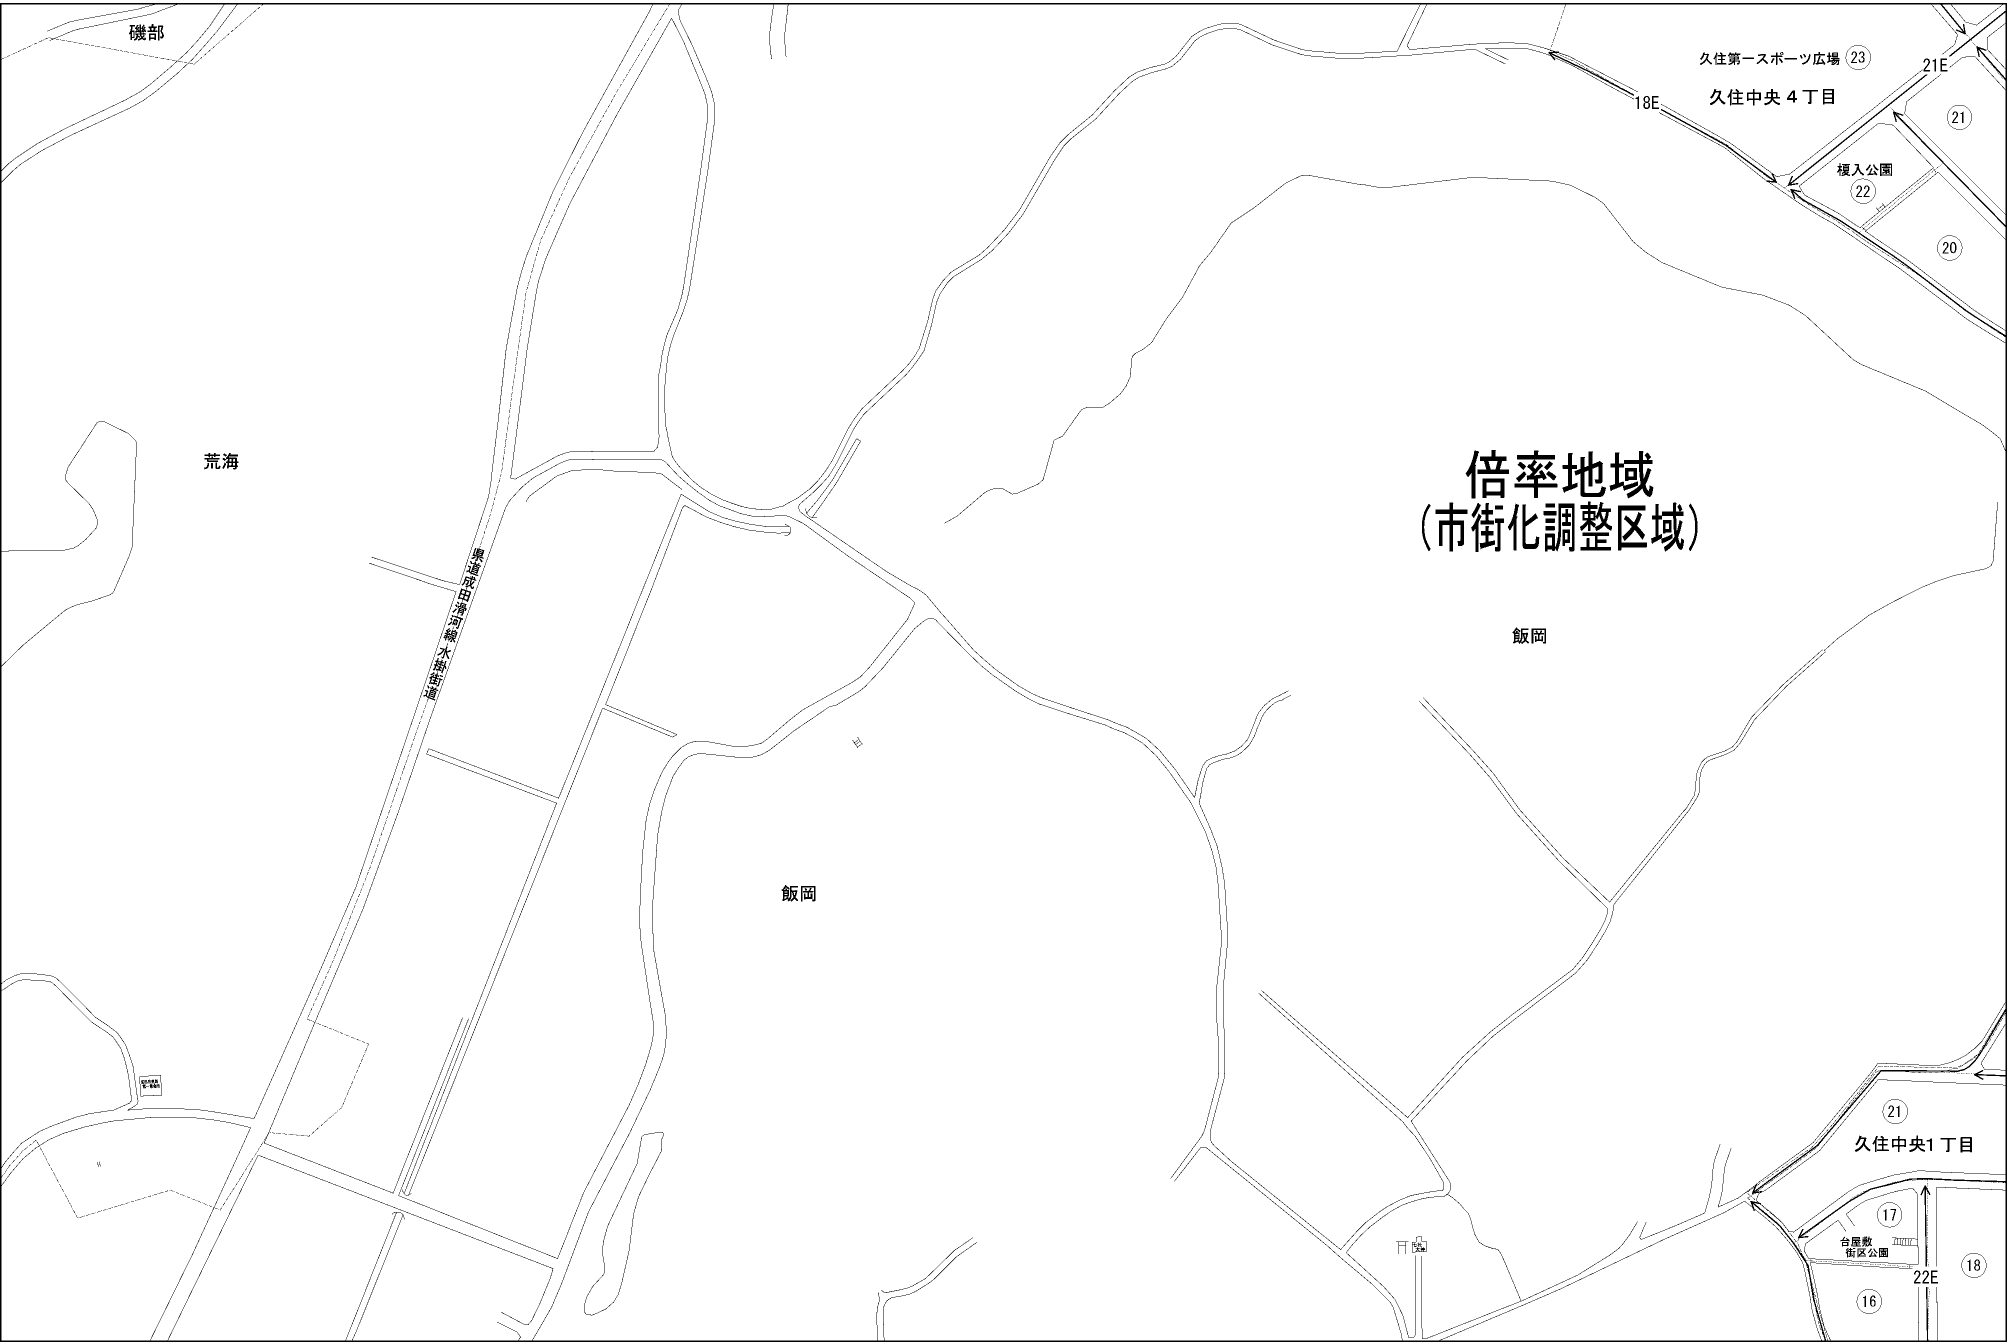 磯部
久住第一スポーツ広場 23
21E
久住中央4丁目
18E
21
榎入公園
22
20
荒海
倍率地域
（市街化調整区域）
県道成田滑河線 水掛街道
飯岡
飯岡
21
久住中央1丁目
17
台屋敷
街区公園
22E
18
16